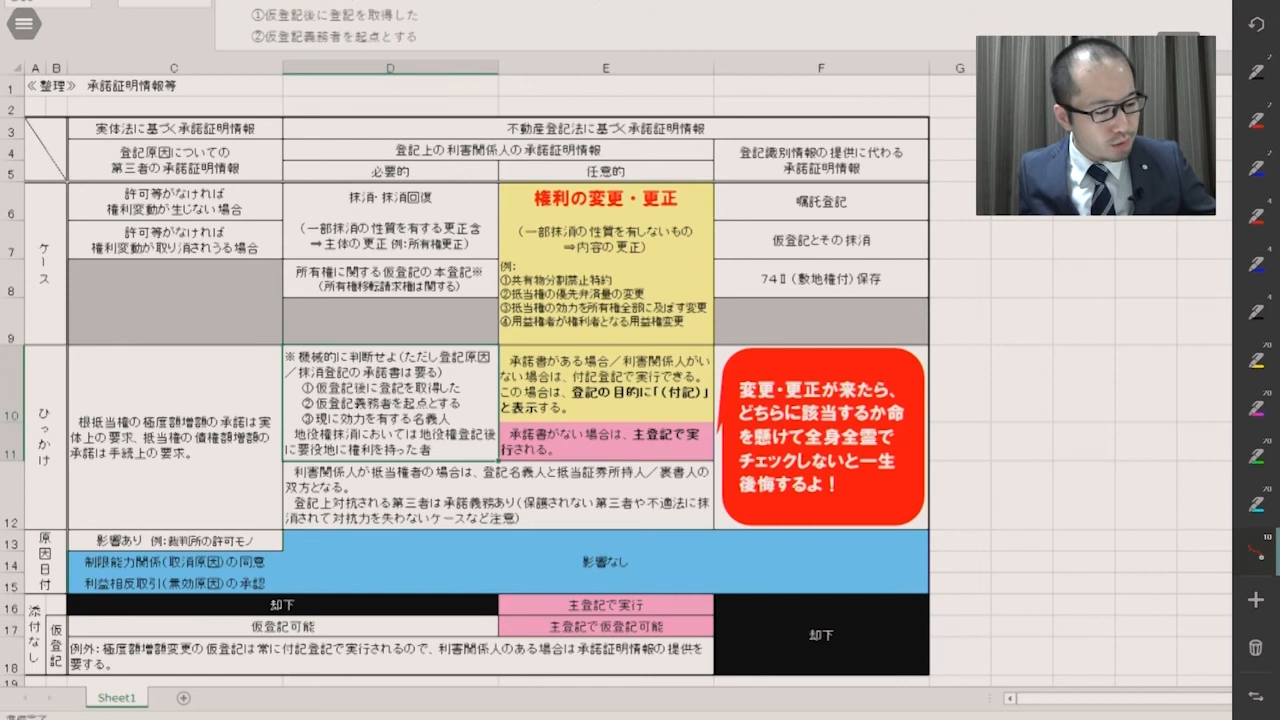 ①仮登記後に登記を取得した
②仮登記義務者を起点とする
A B C D E F G
1 ≪整理≫ 承諾証明情報等
2
3 実体法に基づく承諾証明情報 不動産登記法に基づく承諾証明情報
4 登記原因についての
第三者の承諾証明情報
登記上の利害関係人の承諾証明情報
登記識別情報の提供に代わる
承諾証明情報
5 必要的 任意的
ケース
6 許可等がなければ
権利変動が生じない場合
抹消・抹消回復
権利の変更・更正
嘱託登記
7 許可等がなければ
権利変動が取り消されうる場合
(一部抹消の性質を有する更正含
⇒主体の更正 例：所有権更正)
(一部抹消の性質を有しないもの
⇒内容の更正)
仮登記とその抹消
8 所有権に関する仮登記の本登記※
(所有権移転請求権は関する)
例：
①共有物分割禁止特約
②抵当権の優先弁済量の変更
③抵当権の効力を所有権全部に及ぼす変更
④用益権者が権利者となる用益権変更
74Ⅱ(敷地権付)保存
9
ひっかけ
10 根抵当権の極度額増額の承諾は実
体上の要求、抵当権の債権額増額の
承諾は手続上の要求。
※機械的に判断せよ(ただし登記原因
／抹消登記の承諾書は要る)
①仮登記後に登記を取得した
②仮登記義務者を起点とする
③現に効力を有する名義人
地役権抹消においては地役権登記後
に要役地に権利を持った者
承諾書がある場合／利害関係人がい
ない場合は、付記登記で実行できる。
この場合は、登記の目的に「(付記)」
と表示する。
11 承諾書がない場合は、主登記で実
行される。
変更・更正が来たら、
どちらに該当するか命
を懸けて全身全霊で
チェックしないと一生
後悔するよ！
12 利害関係人が抵当権者の場合は、登記名義人と抵当証券所持人／裏書人の
双方となる。
登記上対抗される第三者は承諾義務あり(保護されない第三者や不適法に抹
消されて対抗力を失わないケースなど注意)
原因日付
13 影響あり 例：裁判所の許可モノ
14 制限能力関係(取消原因)の同意 影響なし
15 利益相反取引(無効原因)の承認
添付なし
16 却下 主登記で実行
仮登記
17 仮登記可能 主登記で仮登記可能 却下
18 例外：極度額増額変更の仮登記は常に付記登記で実行されるので、利害関係人のある場合は承諾証明情報の提供を
要する。
19
Sheet1
準備完了
2
2
2
4
4
4
70
70
70
70
10